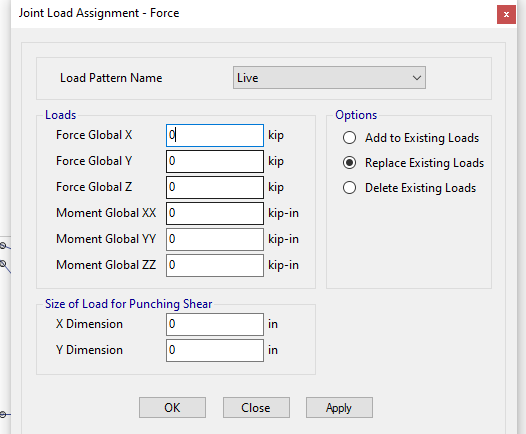 Joint Load Assignment - Force
x
Load Pattern Name Live
Loads
Force Global X 0 kip
Force Global Y 0 kip
Force Global Z 0 kip
Moment Global XX 0 kip-in
Moment Global YY 0 kip-in
Moment Global ZZ 0 kip-in
Options
Add to Existing Loads
Replace Existing Loads
Delete Existing Loads
Size of Load for Punching Shear
X Dimension 0 in
Y Dimension 0 in
OK Close Apply